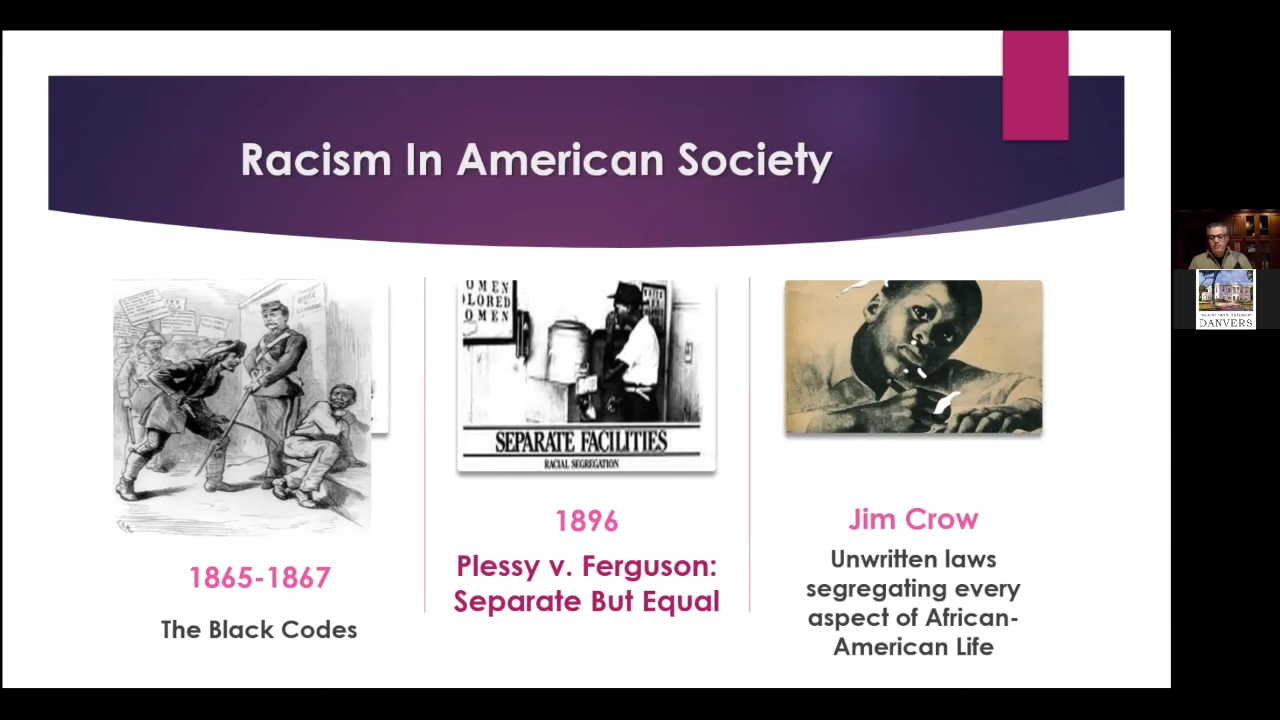 Racism In American Society
OMEN
OLORED
OMEN
SEPARATE FACILITIES
RACIAL SEGREGATION
1865-1867
The Black Codes
1896
Plessy v. Ferguson:
Separate But Equal
Jim Crow
Unwritten laws
segregating every
aspect of African-
American Life
DANVERS